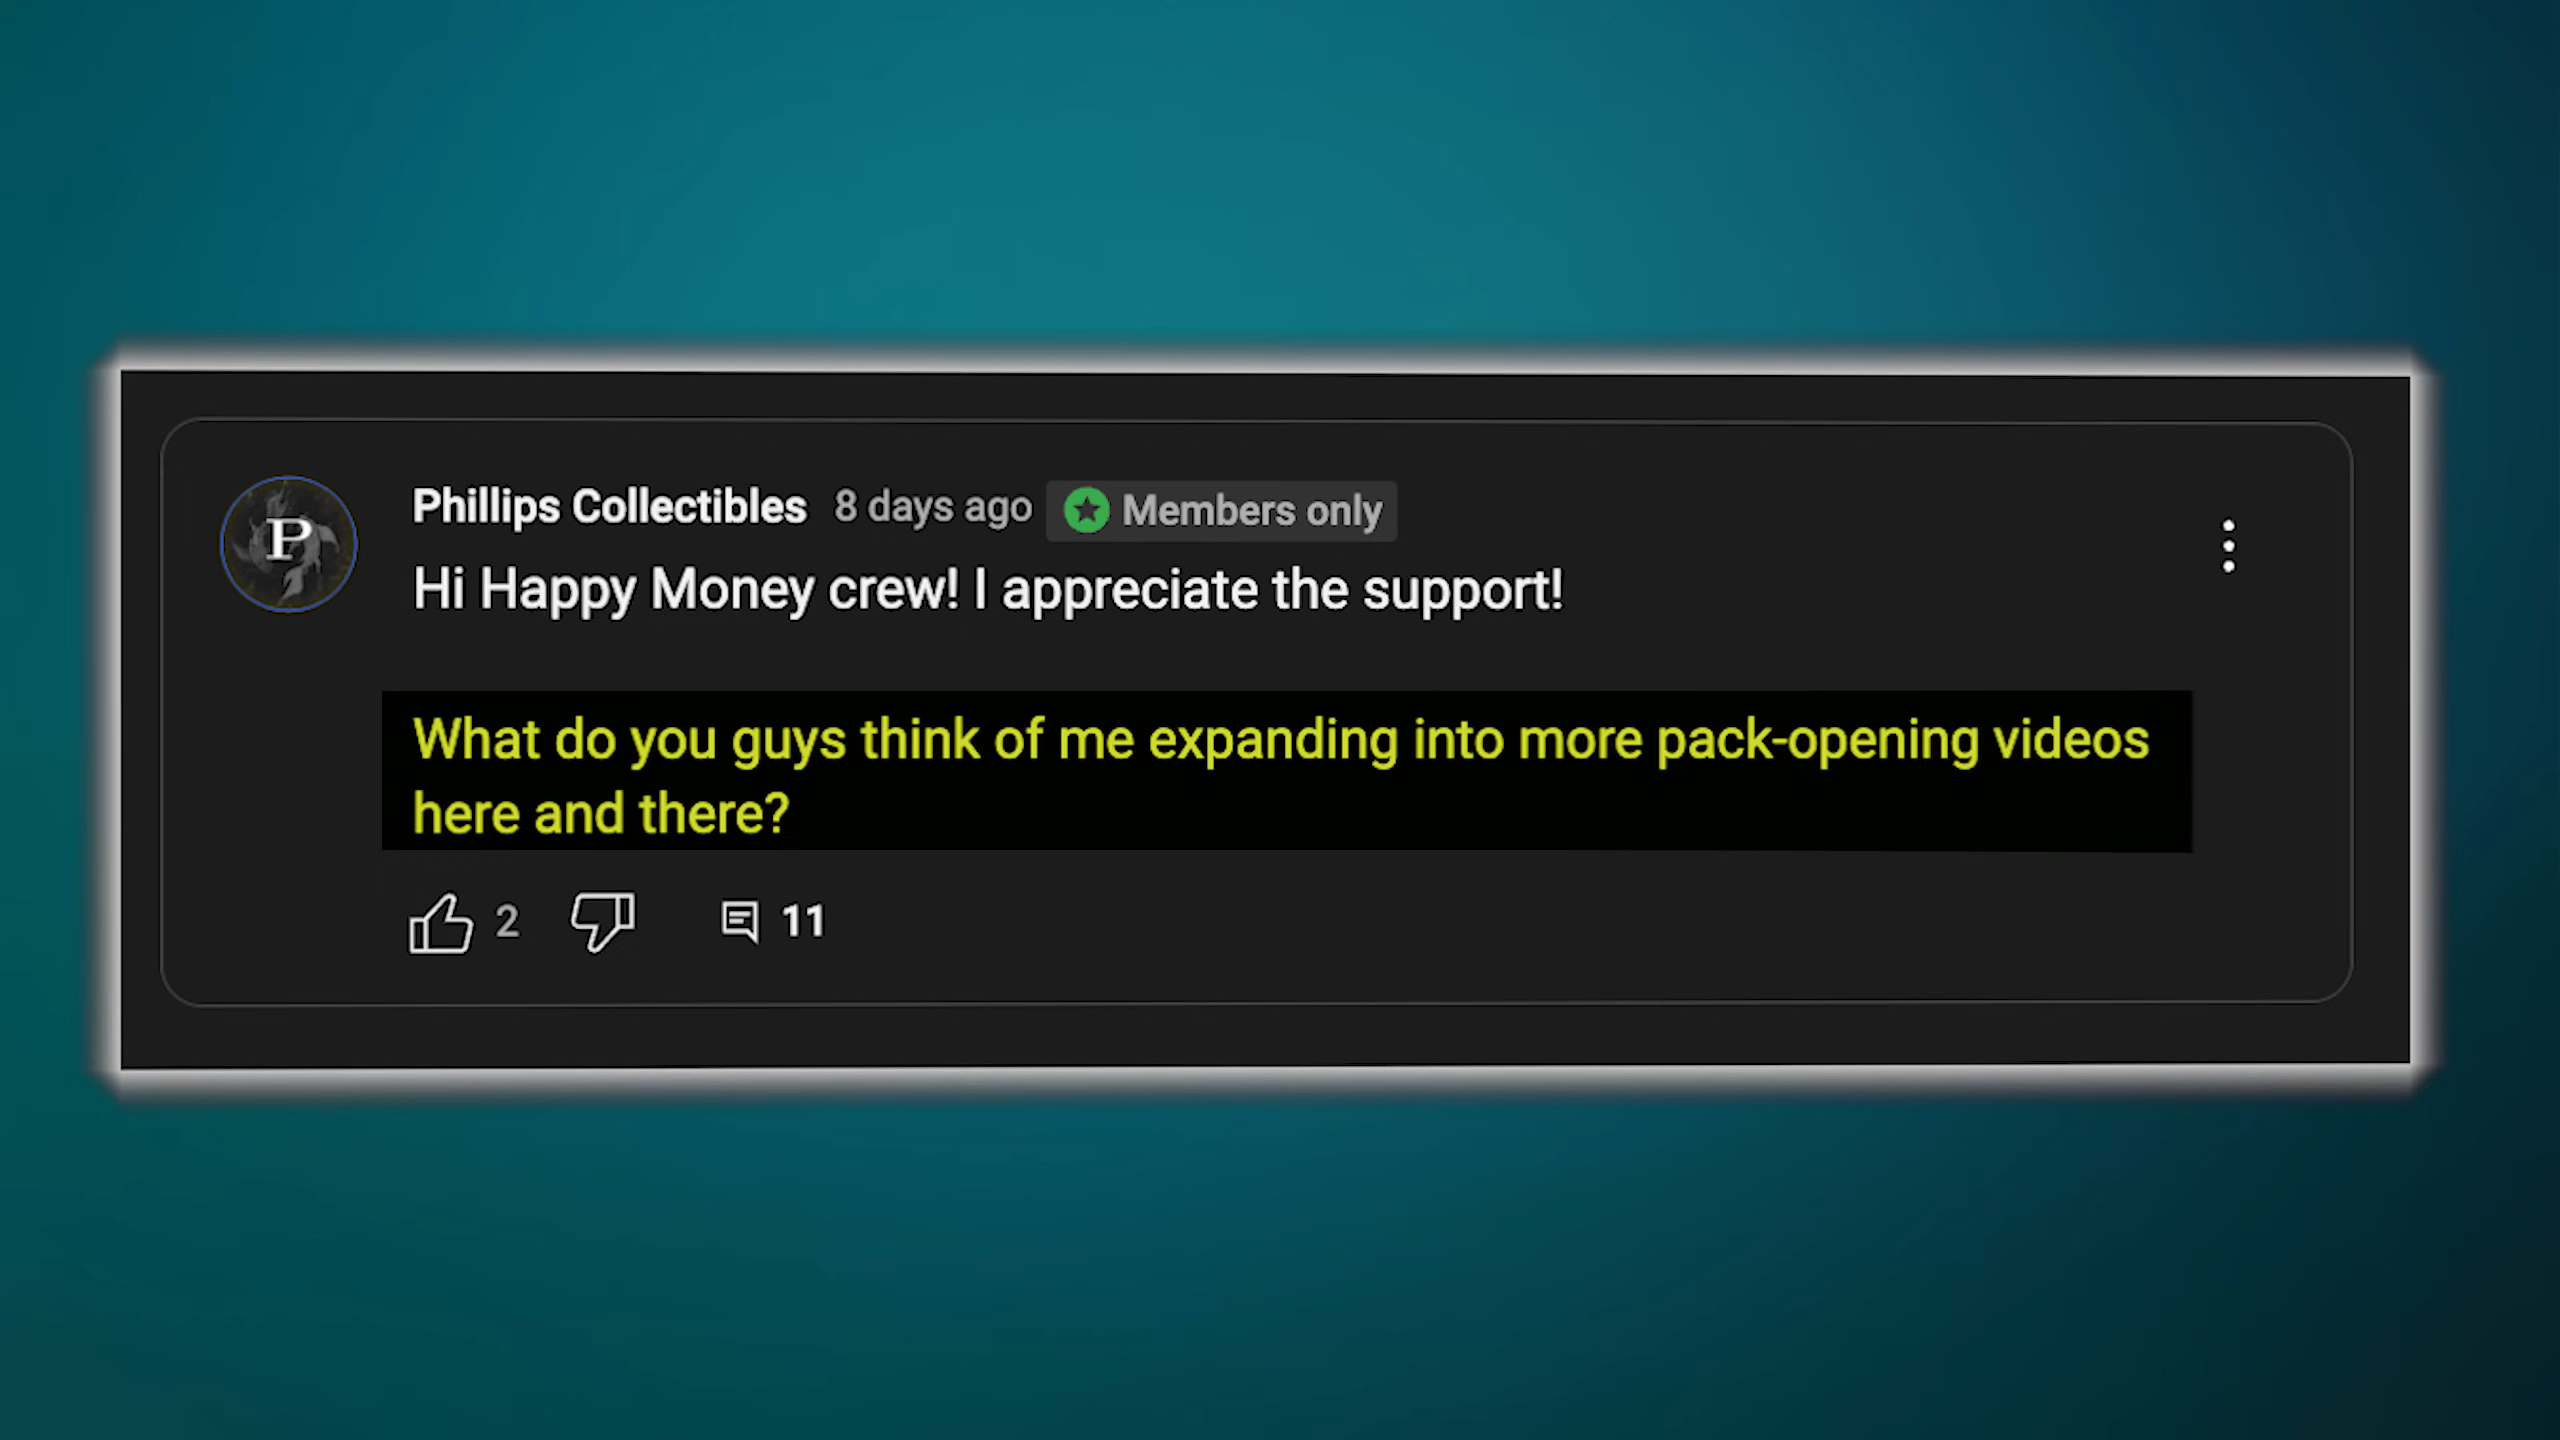 P
Phillips Collectibles 8 days ago Members only
Hi Happy Money crew! I appreciate the support!
What do you guys think of me expanding into more pack-opening videos
here and there?
2 11